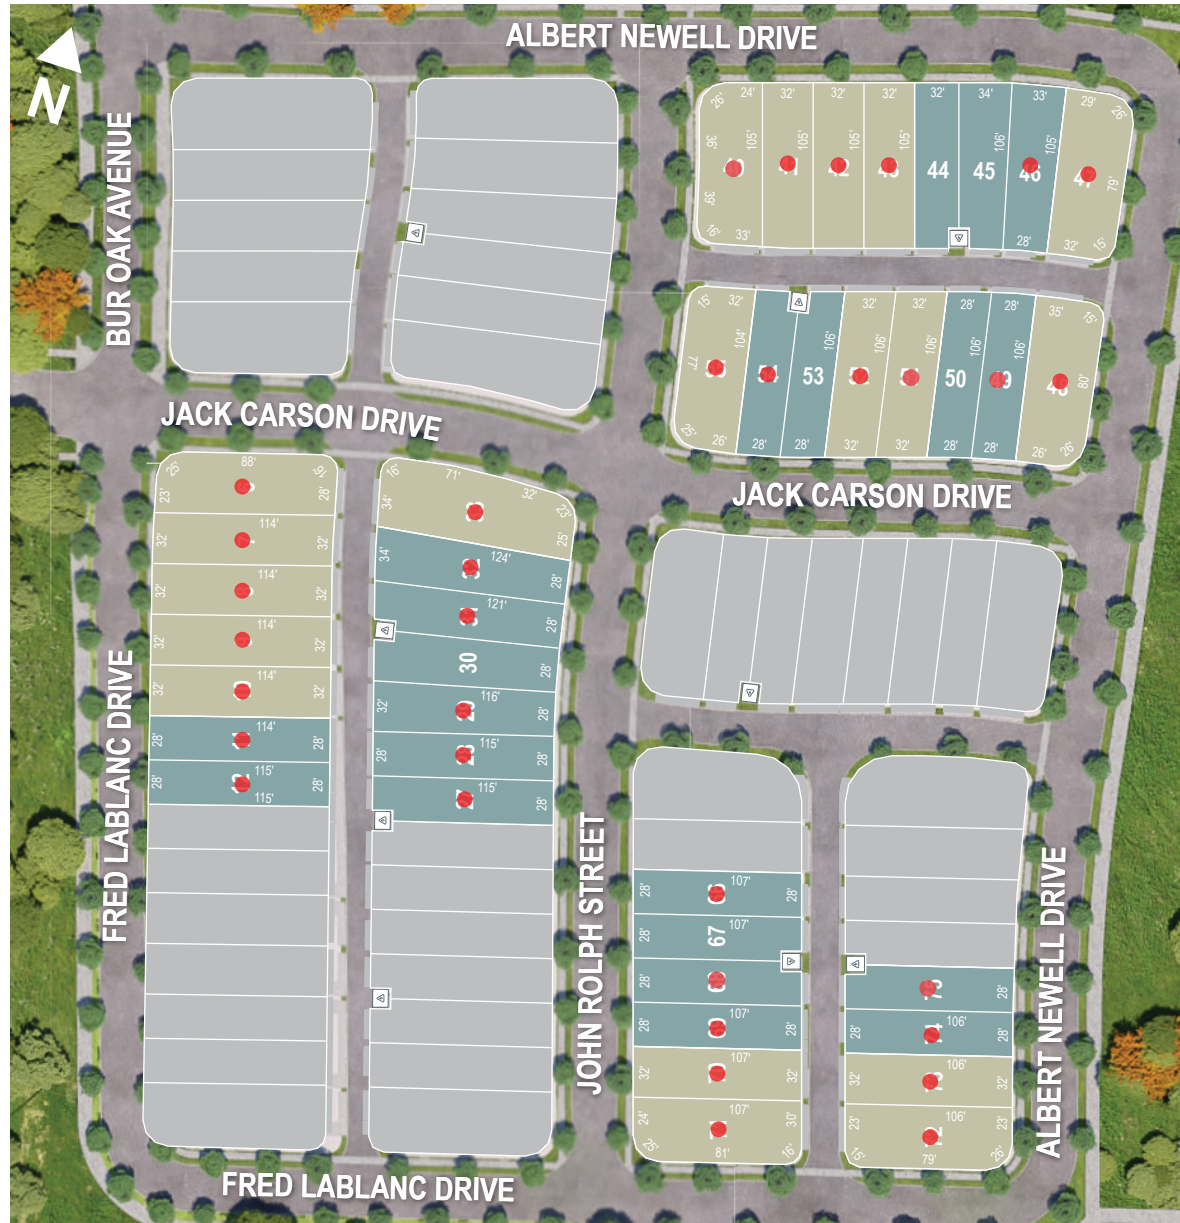 ALBERT NEWELL DRIVE
N
BUR OAK AVENUE
26' 24' 32' 32' 32' 32' 34' 33' 29' 26'
36' 105' 105' 105' 105' 106' 105'
44 45 46
39' 79'
16' 33' 28' 32' 15'
15' 32' 32' 32' 28' 28' 35' 15'
77' 104' 106' 106' 106' 106' 80'
53 50
25' 26' 28' 28' 32' 32' 28' 28' 26' 26'
JACK CARSON DRIVE
JACK CARSON DRIVE
25' 88' 16'
23' 28'
32' 114' 32'
32' 114' 32'
32' 114' 32'
32' 114' 32'
28' 114' 28'
28' 115' 28'
115'
16' 71' 32' 23'
34' 25'
34' 124' 28'
121' 28'
30 28'
32' 116' 28'
28' 115' 28'
115' 28'
FRED LABLANC DRIVE
JOHN ROLPH STREET
28' 107' 28'
28' 67 107'
28' 107'
28' 107' 28'
32' 107' 32'
24' 107' 30'
25' 81' 16'
28'
28' 106' 28'
32' 106' 32'
23' 106' 23'
15' 79' 26'
ALBERT NEWELL DRIVE
FRED LABLANC DRIVE